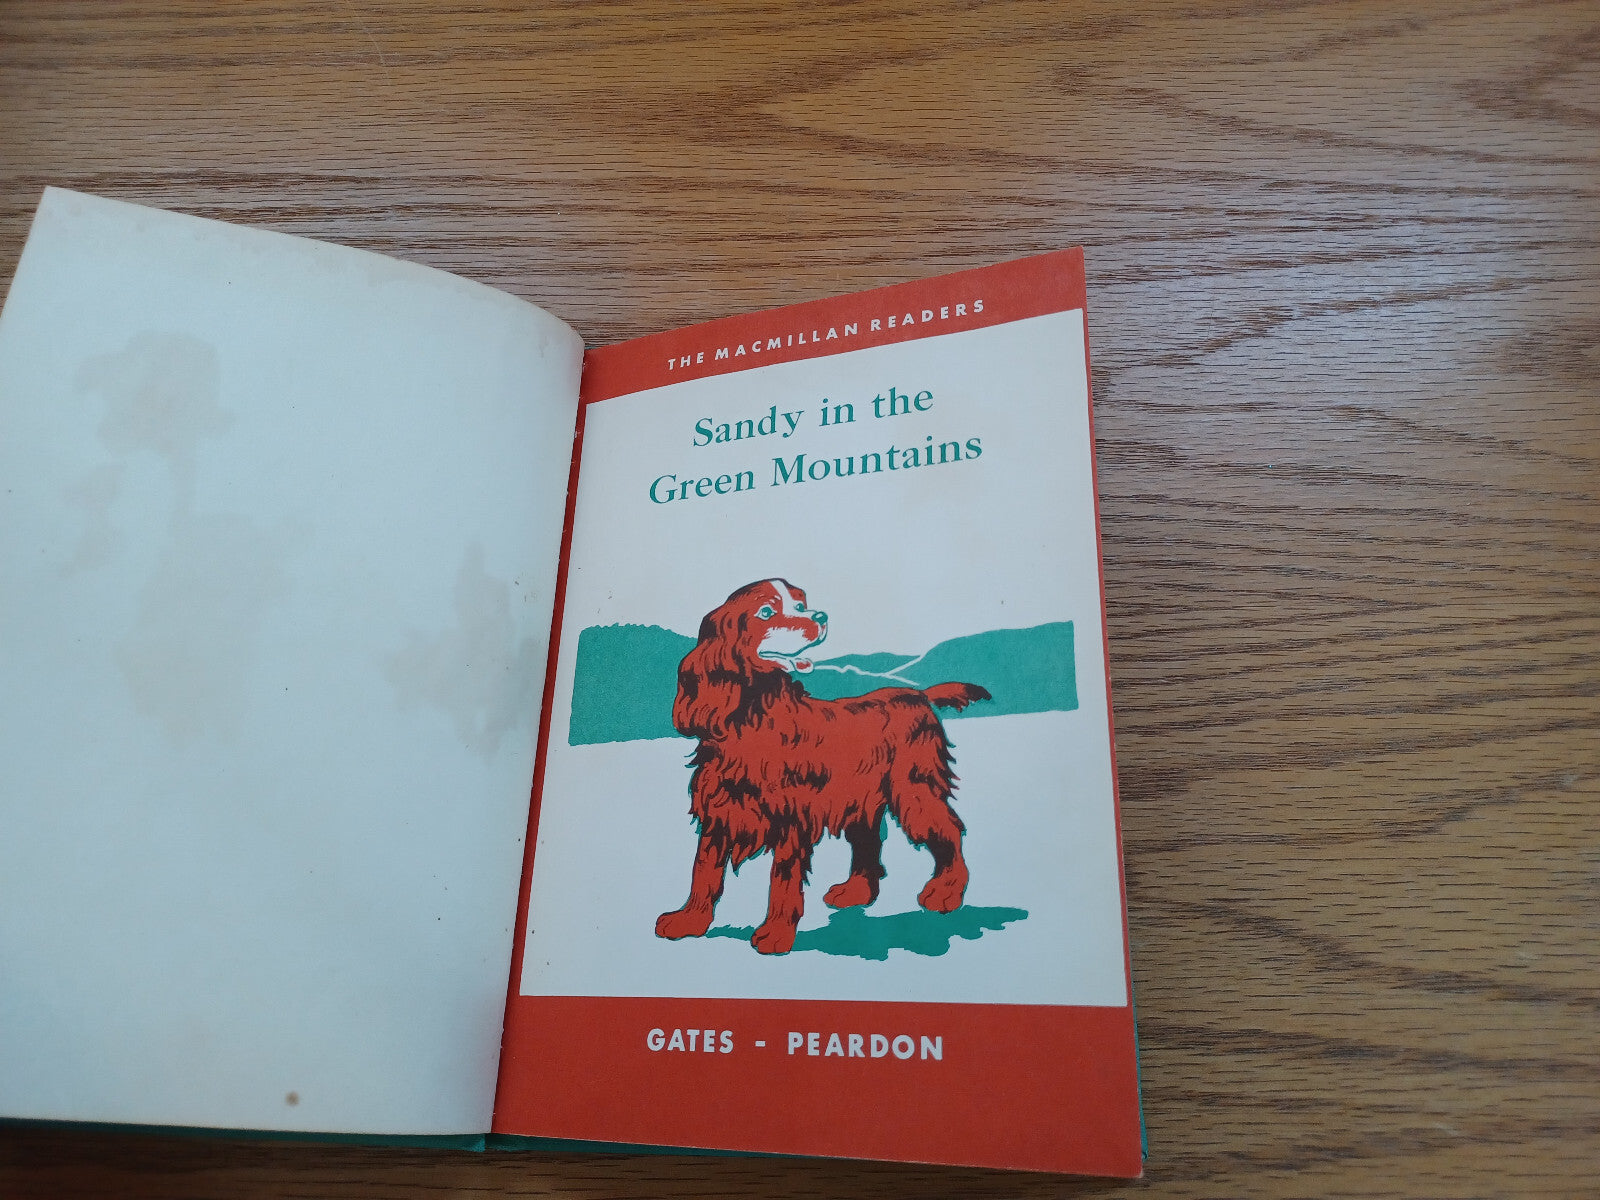 THE MACMILLAN READERS
Sandy in the
Green Mountains
GATES - PEARDON